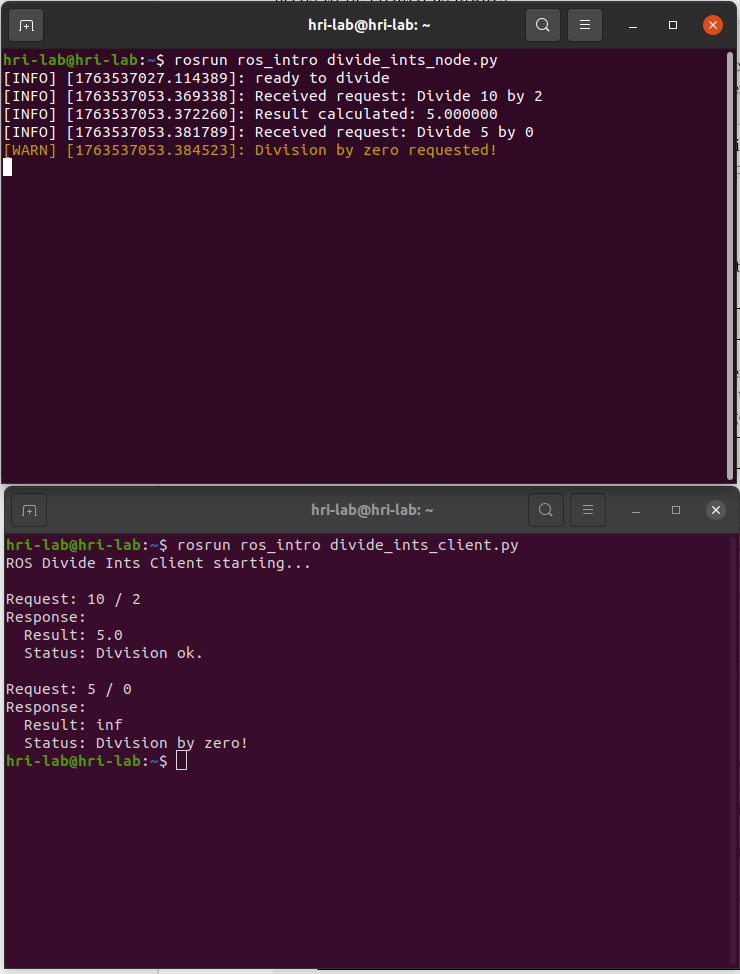 hri-lab@hri-lab: ~
hri-lab@hri-lab:~$ rosrun ros_intro divide_ints_node.py
[INFO] [1763537027.114389]: ready to divide
[INFO] [1763537053.369338]: Received request: Divide 10 by 2
[INFO] [1763537053.372260]: Result calculated: 5.000000
[INFO] [1763537053.381789]: Received request: Divide 5 by 0
[WARN] [1763537053.384523]: Division by zero requested!
hri-lab@hri-lab: ~
hri-lab@hri-lab:~$ rosrun ros_intro divide_ints_client.py
ROS Divide Ints Client starting...
Request: 10 / 2
Response:
  Result: 5.0
  Status: Division ok.
Request: 5 / 0
Response:
  Result: inf
  Status: Division by zero!
hri-lab@hri-lab:~$